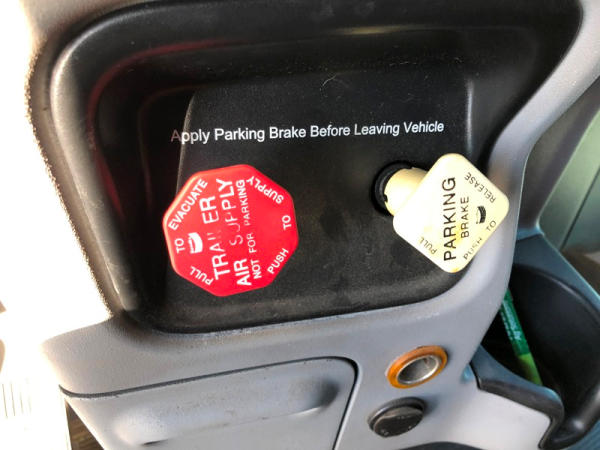 Apply Parking Brake Before Leaving Vehicle
TO EVACUATE
PULL
TRAILER
AIR SUPPLY
NOT FOR PARKING
PUSH TO SUPPLY
PARKING
BRAKE
PULL
PUSH TO RELEASE